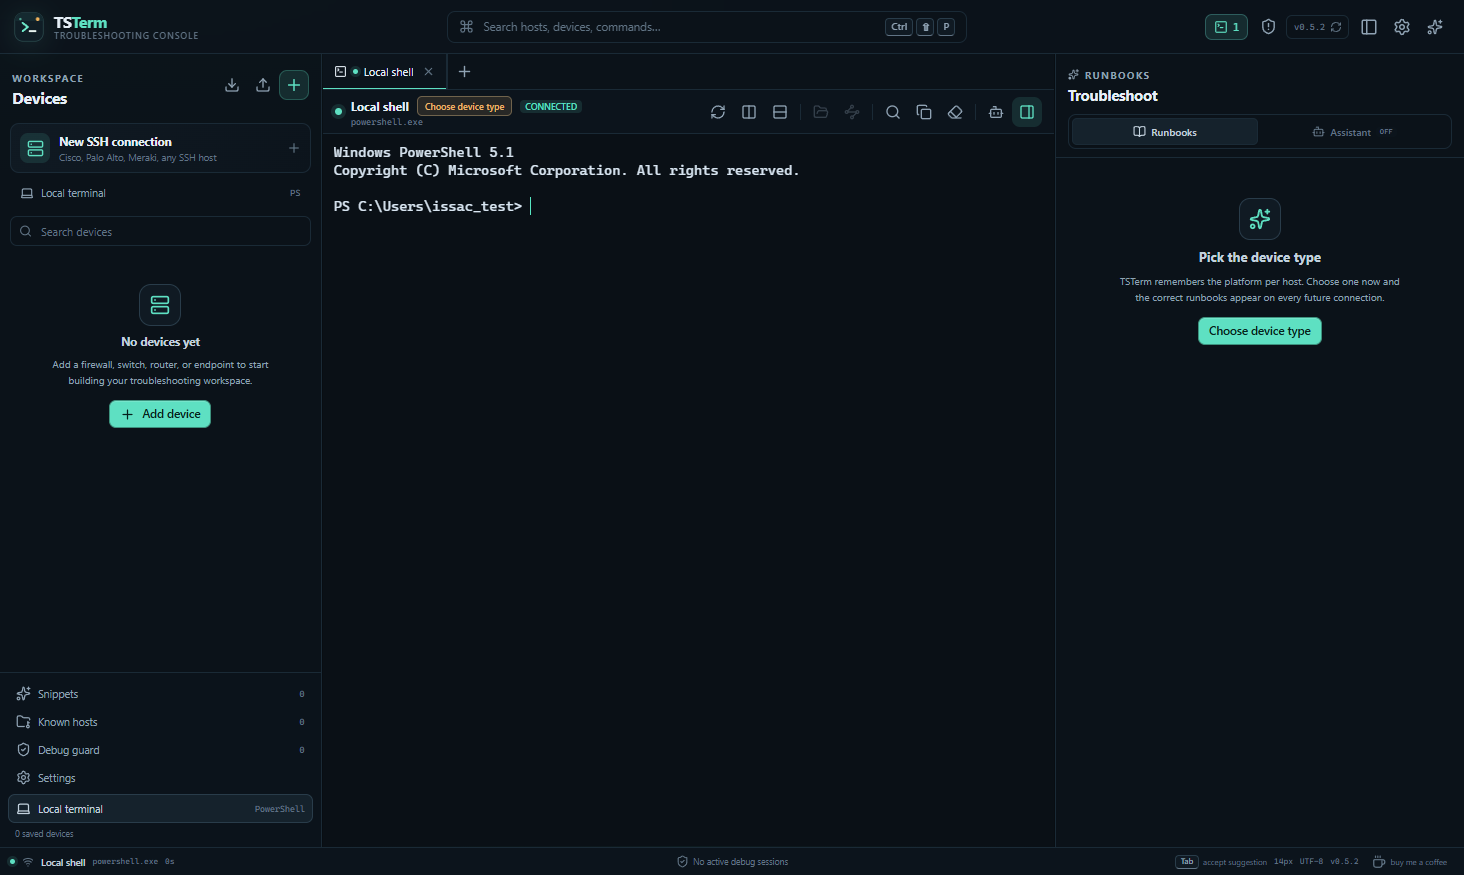 TSTerm
TROUBLESHOOTING CONSOLE
Search hosts, devices, commands...
Ctrl
P
1
v0.5.2
WORKSPACE
Devices
New SSH connection
Cisco, Palo Alto, Meraki, any SSH host
Local terminal
PS
Search devices
No devices yet
Add a firewall, switch, router, or endpoint to start
building your troubleshooting workspace.
Add device
Snippets
0
Known hosts
0
Debug guard
0
Settings
Local terminal
PowerShell
0 saved devices
Local shell
Local shell
Choose device type
CONNECTED
powershell.exe
Windows PowerShell 5.1
Copyright (C) Microsoft Corporation. All rights reserved.
PS C:\Users\issac_test>
RUNBOOKS
Troubleshoot
Runbooks
Assistant
OFF
Pick the device type
TSTerm remembers the platform per host. Choose one now and
the correct runbooks appear on every future connection.
Choose device type
Local shell
powershell.exe
0s
No active debug sessions
Tab
accept suggestion
14px
UTF-8
v0.5.2
buy me a coffee